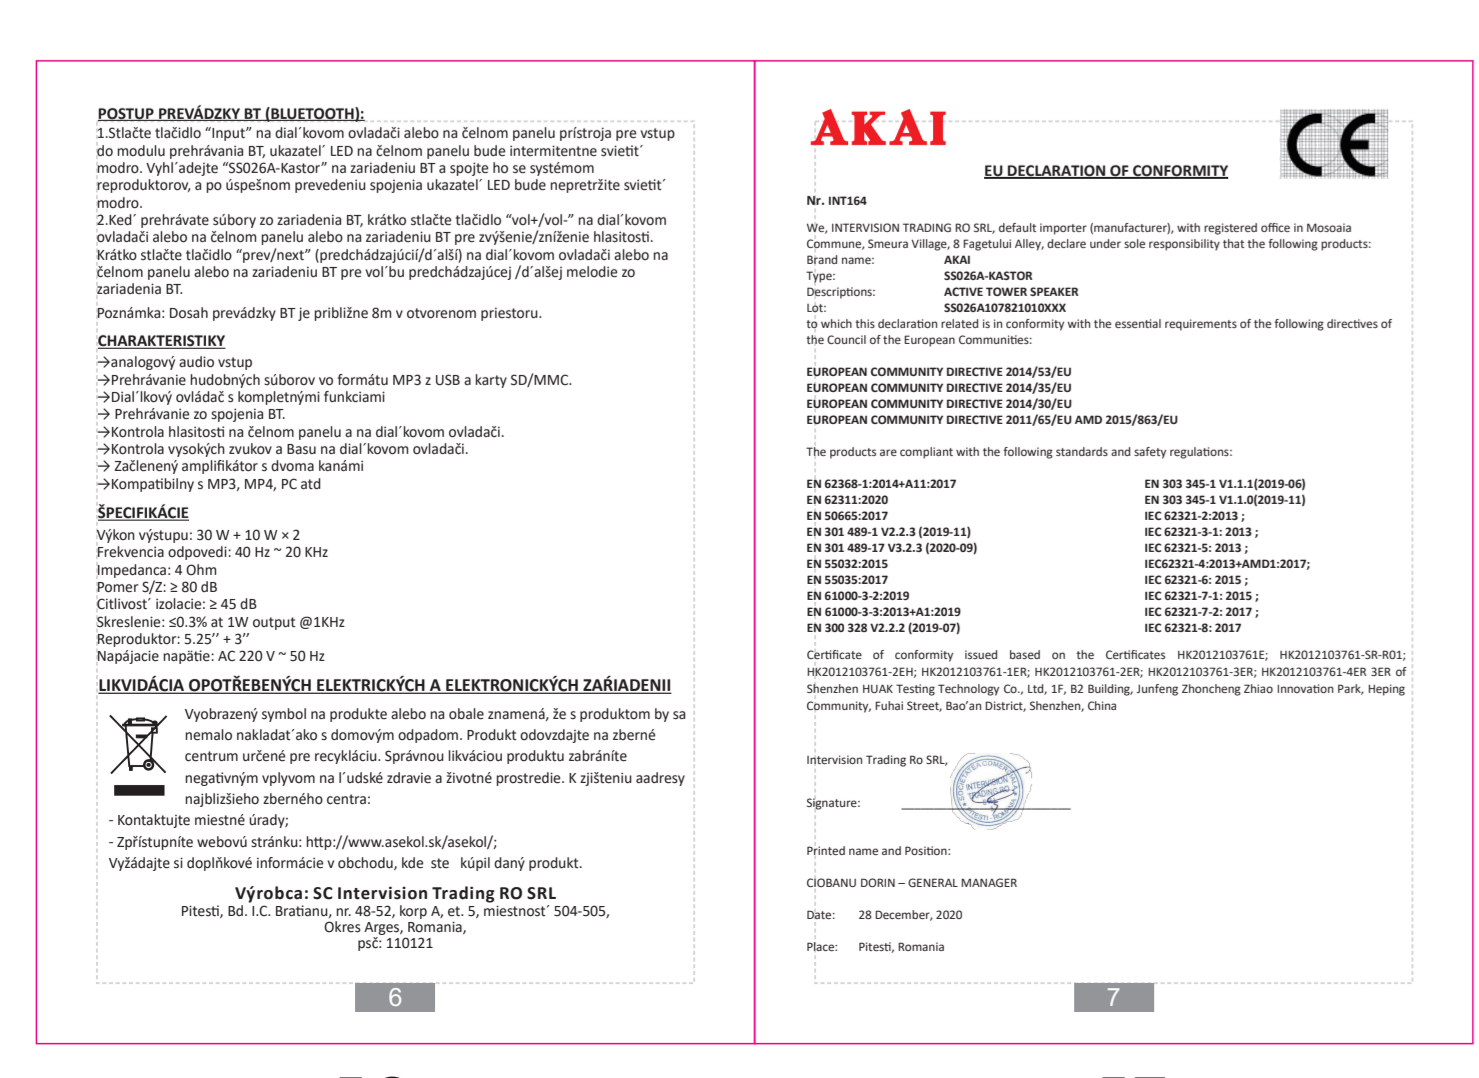 POSTUP PREVÁDZKY BT (BLUETOOTH):
1.Stlačte tlačidlo “Input” na dial´kovom ovladači alebo na čelnom panelu prístroja pre vstup
do modulu prehrávania BT, ukazatel´ LED na čelnom panelu bude intermitentne svietit´
modro. Vyhl´adejte “SS026A-Kastor” na zariadeniu BT a spojte ho se systémom
reproduktorov, a po úspešnom prevedeniu spojenia ukazatel´ LED bude nepretržite svietit´
modro.
2.Ked´ prehrávate súbory zo zariadenia BT, krátko stlačte tlačidlo “vol+/vol-” na dial´kovom
ovladači alebo na čelnom panelu alebo na zariadeniu BT pre zvýšenie/zníženie hlasitosti.
Krátko stlačte tlačidlo “prev/next” (predchádzajúcií/d´alší) na dial´kovom ovladači alebo na
čelnom panelu alebo na zariadeniu BT pre vol´bu predchádzajúcej /d´alšej melodie zo
zariadenia BT.
Poznámka: Dosah prevádzky BT je približne 8m v otvorenom priestoru.
CHARAKTERISTIKY
→analogový audio vstup
→Prehrávanie hudobných súborov vo formátu MP3 z USB a karty SD/MMC.
→Dial´lkový ovládač s kompletnými funkciami
→ Prehrávanie zo spojenia BT.
→Kontrola hlasitosti na čelnom panelu a na dial´kovom ovladači.
→Kontrola vysokých zvukov a Basu na dial´kovom ovladači.
→ Začlenený amplifikátor s dvoma kanámi
→Kompatibilny s MP3, MP4, PC atd
ŠPECIFIKÁCIE
Výkon výstupu: 30 W + 10 W × 2
Frekvencia odpovedi: 40 Hz ~ 20 KHz
Impedanca: 4 Ohm
Pomer S/Z: ≥ 80 dB
Citlivost´ izolacie: ≥ 45 dB
Skreslenie: ≤0.3% at 1W output @1KHz
Reproduktor: 5.25’’ + 3’’
Napájacie napätie: AC 220 V ~ 50 Hz
LIKVIDÁCIA OPOTŘEBENÝCH ELEKTRICKÝCH A ELEKTRONICKÝCH ZAŔIADENII
Vyobrazený symbol na produkte alebo na obale znamená, že s produktom by sa
nemalo nakladat´ako s domovým odpadom. Produkt odovzdajte na zberné
centrum určené pre recykláciu. Správnou likváciou produktu zabráníte
negativným vplyvom na l´udské zdravie a životné prostredie. K zjišteniu aadresy
najbližšieho zberného centra:
- Kontaktujte miestné úrady;
- Zpřístupníte webovú stránku: http://www.asekol.sk/asekol/;
Vyžádajte si doplňkové informácie v obchodu, kde ste kúpil daný produkt.
Výrobca: SC Intervision Trading RO SRL
Pitesti, Bd. I.C. Bratianu, nr. 48-52, korp A, et. 5, miestnost´ 504-505,
Okres Arges, Romania,
psč: 110121
6
AKAI
CE
EU DECLARATION OF CONFORMITY
Nr. INT164
We, INTERVISION TRADING RO SRL, default importer (manufacturer), with registered office in Mosoaia
Commune, Smeura Village, 8 Fagetului Alley, declare under sole responsibility that the following products:
Brand name: AKAI
Type: SS026A-KASTOR
Descriptions: ACTIVE TOWER SPEAKER
Lot: SS026A107821010XXX
to which this declaration related is in conformity with the essential requirements of the following directives of
the Council of the European Communities:
EUROPEAN COMMUNITY DIRECTIVE 2014/53/EU
EUROPEAN COMMUNITY DIRECTIVE 2014/35/EU
EUROPEAN COMMUNITY DIRECTIVE 2014/30/EU
EUROPEAN COMMUNITY DIRECTIVE 2011/65/EU AMD 2015/863/EU
The products are compliant with the following standards and safety regulations:
EN 62368-1:2014+A11:2017
EN 62311:2020
EN 50665:2017
EN 301 489-1 V2.2.3 (2019-11)
EN 301 489-17 V3.2.3 (2020-09)
EN 55032:2015
EN 55035:2017
EN 61000-3-2:2019
EN 61000-3-3:2013+A1:2019
EN 300 328 V2.2.2 (2019-07)
EN 303 345-1 V1.1.1(2019-06)
EN 303 345-1 V1.1.0(2019-11)
IEC 62321-2:2013 ;
IEC 62321-3-1: 2013 ;
IEC 62321-5: 2013 ;
IEC62321-4:2013+AMD1:2017;
IEC 62321-6: 2015 ;
IEC 62321-7-1: 2015 ;
IEC 62321-7-2: 2017 ;
IEC 62321-8: 2017
Certificate of conformity issued based on the Certificates HK2012103761E; HK2012103761-SR-R01;
HK2012103761-2EH; HK2012103761-1ER; HK2012103761-2ER; HK2012103761-3ER; HK2012103761-4ER 3ER of
Shenzhen HUAK Testing Technology Co., Ltd, 1F, B2 Building, Junfeng Zhoncheng Zhiao Innovation Park, Heping
Community, Fuhai Street, Bao’an District, Shenzhen, China
Intervision Trading Ro SRL,
SOCIETATEA COMERCIALA
INTERVISION
TRADING RO
PITESTI - ROMANIA
Signature:
Printed name and Position:
CIOBANU DORIN – GENERAL MANAGER
Date: 28 December, 2020
Place: Pitesti, Romania
7